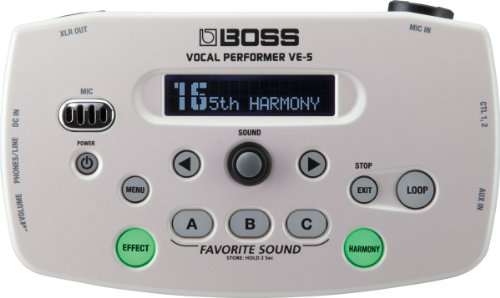 XLR OUT
MIC IN
BOSS
VOCAL PERFORMER VE-5
MIC
16 5th HARMONY
DC IN
CTL 1, 2
POWER
SOUND
PHONES/LINE
STOP
MENU
EXIT
LOOP
AUX IN
VOLUME
A
B
C
EFFECT
FAVORITE SOUND
HARMONY
STORE: HOLD 2 Sec